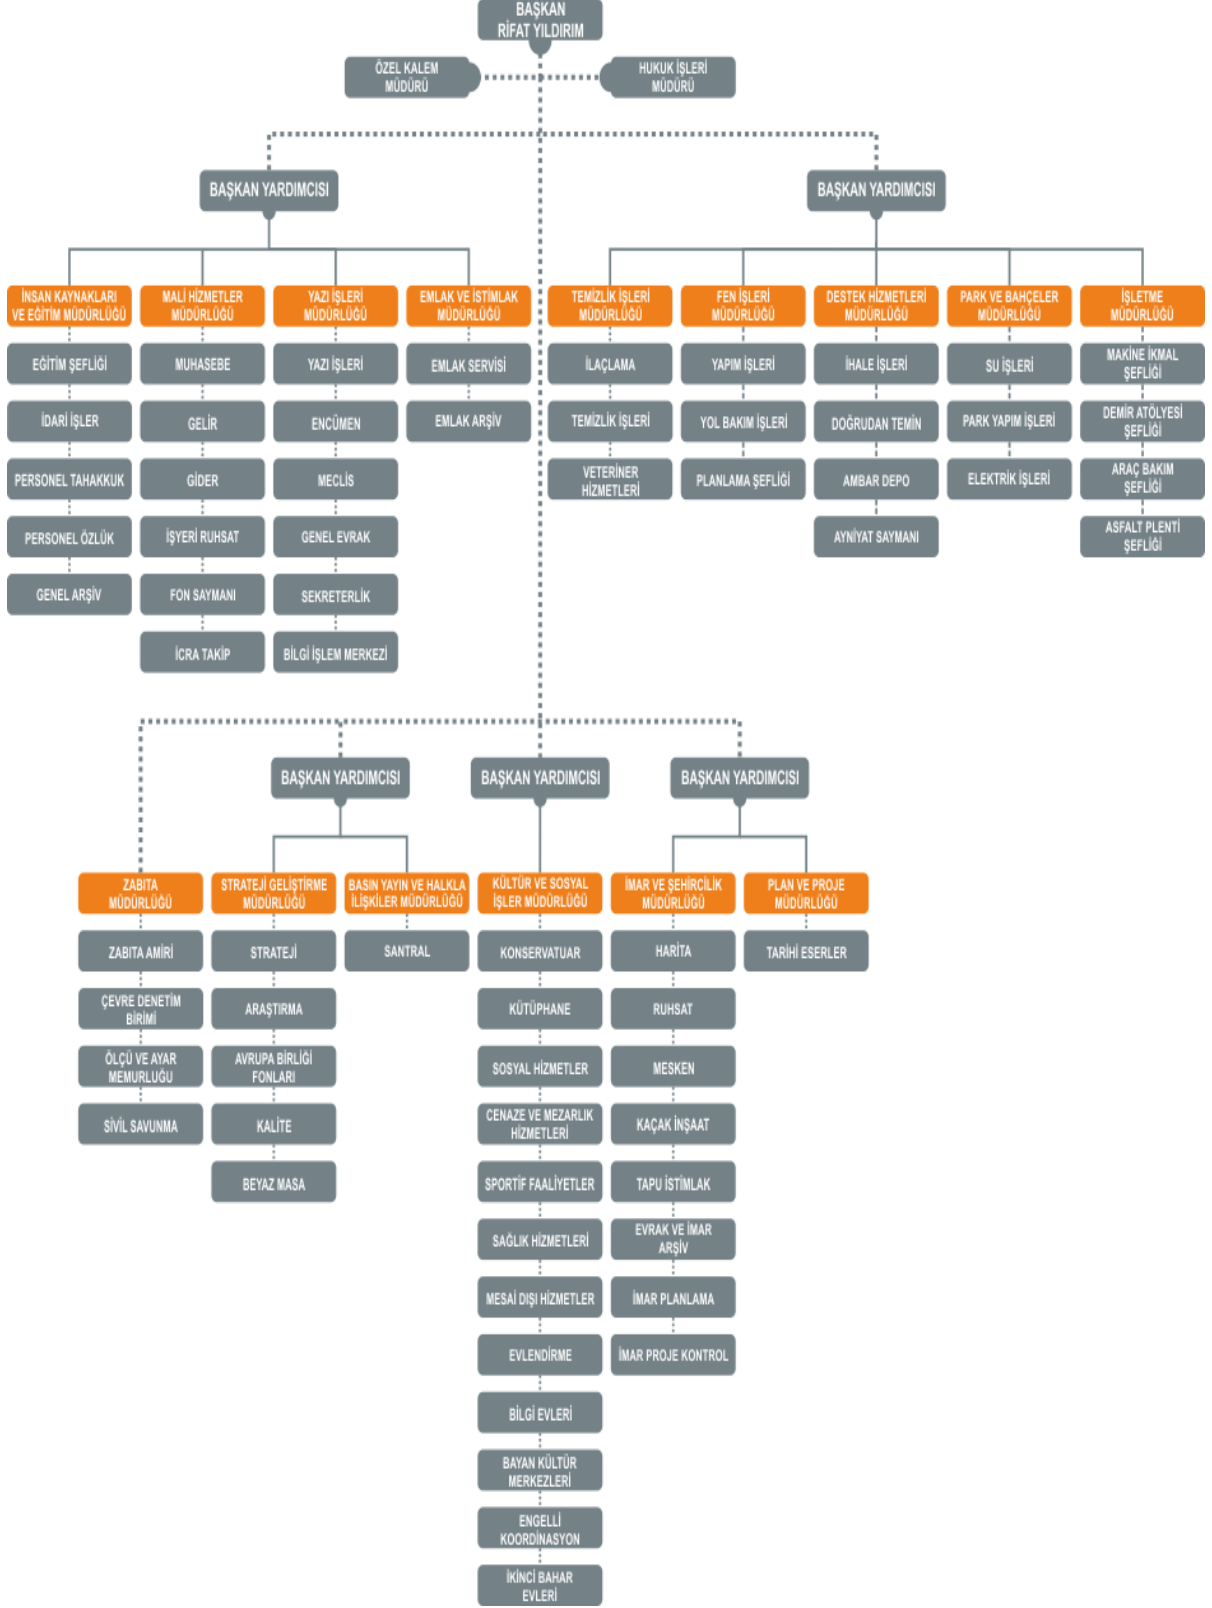 BAŞKAN
RİFAT YILDIRIM
ÖZEL KALEM
MÜDÜRÜ
HUKUK İŞLERİ
MÜDÜRÜ
BAŞKAN YARDIMCISI
BAŞKAN YARDIMCISI
İNSAN KAYNAKLARI
VE EĞİTİM MÜDÜRLÜĞÜ
EĞİTİM ŞEFLİĞİ
İDARİ İŞLER
PERSONEL TAHAKKUK
PERSONEL ÖZLÜK
GENEL ARŞİV
MALİ HİZMETLER
MÜDÜRLÜĞÜ
MUHASEBE
GELİR
GİDER
İŞYERİ RUHSAT
FON SAYMANI
İCRA TAKİP
YAZI İŞLERİ
MÜDÜRLÜĞÜ
YAZI İŞLERİ
ENCÜMEN
MECLİS
GENEL EVRAK
SEKRETERLİK
BİLGİ İŞLEM MERKEZİ
EMLAK VE İSTİMLAK
MÜDÜRLÜĞÜ
EMLAK SERVİSİ
EMLAK ARŞİV
TEMİZLİK İŞLERİ
MÜDÜRLÜĞÜ
İLAÇLAMA
TEMİZLİK İŞLERİ
VETERİNER
HİZMETLERİ
FEN İŞLERİ
MÜDÜRLÜĞÜ
YAPIM İŞLERİ
YOL BAKIM İŞLERİ
PLANLAMA ŞEFLİĞİ
DESTEK HİZMETLERİ
MÜDÜRLÜĞÜ
İHALE İŞLERİ
DOĞRUDAN TEMİN
AMBAR DEPO
AYNİYAT SAYMANI
PARK VE BAHÇELER
MÜDÜRLÜĞÜ
SU İŞLERİ
PARK YAPIM İŞLERİ
ELEKTRİK İŞLERİ
İŞLETME
MÜDÜRLÜĞÜ
MAKİNE İKMAL
ŞEFLİĞİ
DEMİR ATÖLYESİ
ŞEFLİĞİ
ARAÇ BAKIM
ŞEFLİĞİ
ASFALT PLENTİ
ŞEFLİĞİ
BAŞKAN YARDIMCISI
BAŞKAN YARDIMCISI
BAŞKAN YARDIMCISI
ZABITA
MÜDÜRLÜĞÜ
ZABITA AMİRİ
ÇEVRE DENETİM
BİRİMİ
ÖLÇÜ VE AYAR
MEMURLUĞU
SİVİL SAVUNMA
STRATEJİ GELİŞTİRME
MÜDÜRLÜĞÜ
STRATEJİ
ARAŞTIRMA
AVRUPA BİRLİĞİ
FONLARI
KALİTE
BEYAZ MASA
BASIN YAYIN VE HALKLA
İLİŞKİLER MÜDÜRLÜĞÜ
SANTRAL
KÜLTÜR VE SOSYAL
İŞLER MÜDÜRLÜĞÜ
KONSERVATUAR
KÜTÜPHANE
SOSYAL HİZMETLER
CENAZE VE MEZARLIK
HİZMETLERİ
SPORTİF FAALİYETLER
SAĞLIK HİZMETLERİ
MESAİ DIŞI HİZMETLER
EVLENDİRME
BİLGİ EVLERİ
BAYAN KÜLTÜR
MERKEZLERİ
ENGELLİ
KOORDİNASYON
İKİNCİ BAHAR
EVLERİ
İMAR VE ŞEHİRCİLİK
MÜDÜRLÜĞÜ
HARİTA
RUHSAT
MESKEN
KAÇAK İNŞAAT
TAPU İSTİMLAK
EVRAK VE İMAR
ARŞİV
İMAR PLANLAMA
İMAR PROJE KONTROL
PLAN VE PROJE
MÜDÜRLÜĞÜ
TARİHİ ESERLER